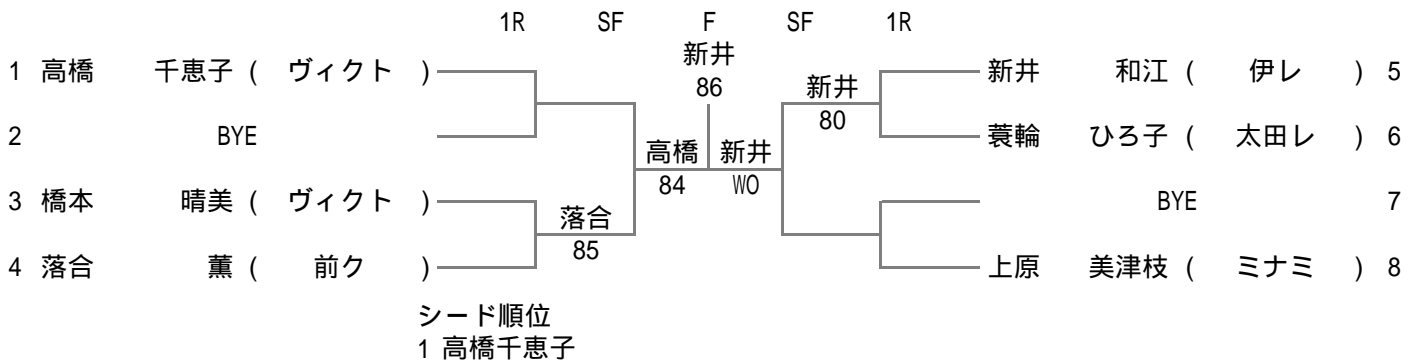 1R SF F SF 1R
新井
86
1 高橋 千恵子 ( ヴィクト )
新井 和江 ( 伊レ ) 5
新井
80
2 BYE
蓑輪 ひろ子 ( 太田レ ) 6
高橋 新井
84 WO
3 橋本 晴美 ( ヴィクト )
BYE 7
落合
85
4 落合 薫 ( 前ク )
上原 美津枝 ( ミナミ ) 8
シード順位
1 高橋千恵子